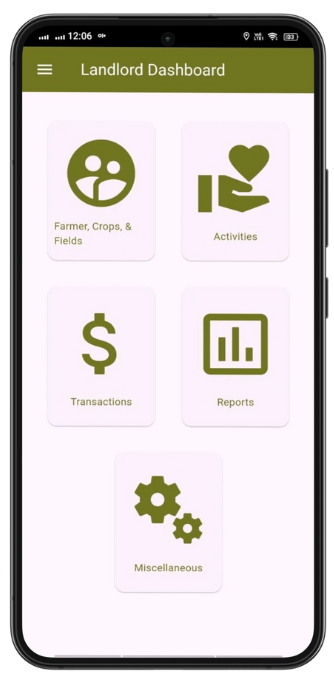 12:06
Landlord Dashboard
Farmer, Crops, &
Fields
Activities
Transactions
Reports
Miscellaneous